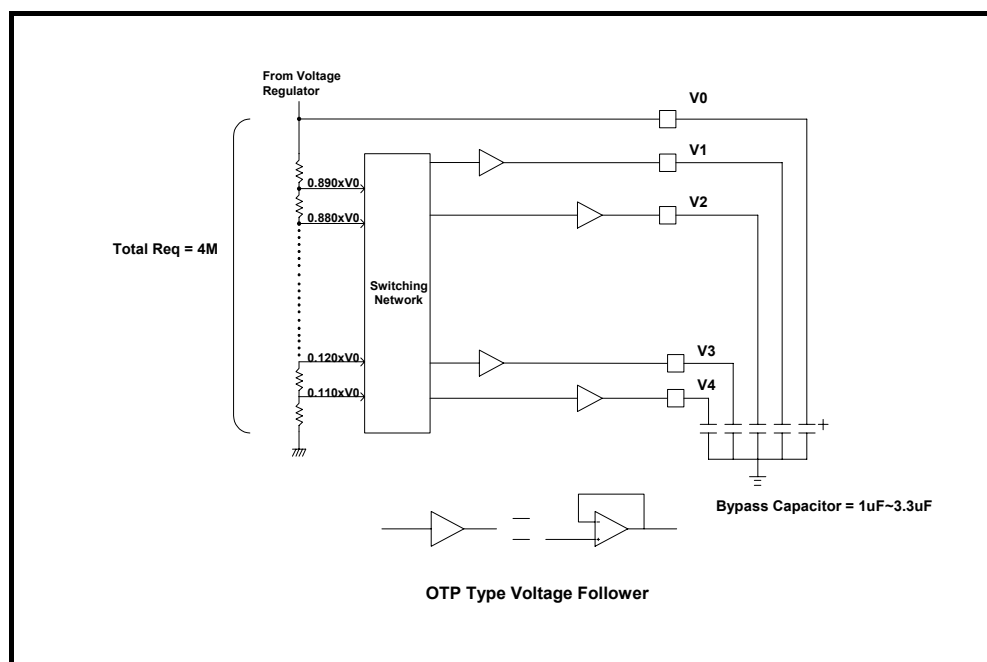 From Voltage
Regulator
V0
V1
0.890xV0
0.880xV0
V2
Total Req = 4M
Switching
Network
0.120xV0
V3
0.110xV0
V4
+
Bypass Capacitor = 1uF~3.3uF
- 
+
OTP Type Voltage Follower